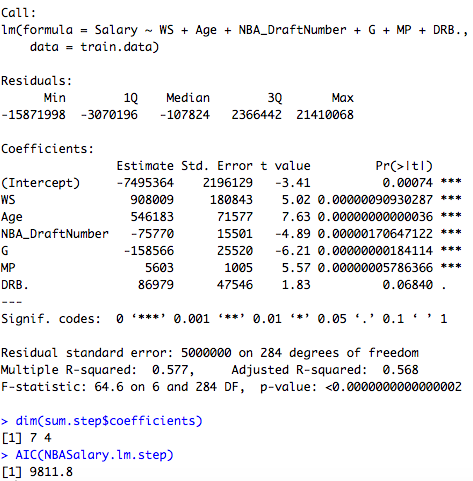 Call:
lm(formula = Salary ~ WS + Age + NBA_DraftNumber + G + MP + DRB.,
    data = train.data)

Residuals:
      Min        1Q    Median        3Q       Max
-15871998  -3070196   -107824   2366442  21410068

Coefficients:
                Estimate Std. Error t value         Pr(>|t|)
(Intercept)     -7495364    2196129   -3.41          0.00074 ***
WS                908009     180843    5.02 0.00000090930287 ***
Age               546183      71577    7.63 0.00000000000036 ***
NBA_DraftNumber   -75770      15501   -4.89 0.00000170647122 ***
G                -158566      25520   -6.21 0.00000000184114 ***
MP                  5603       1005    5.57 0.00000005786366 ***
DRB.               86979      47546    1.83          0.06840 .
---
Signif. codes:  0 ‘***’ 0.001 ‘**’ 0.01 ‘*’ 0.05 ‘.’ 0.1 ‘ ’ 1

Residual standard error: 5000000 on 284 degrees of freedom
Multiple R-squared:  0.577,     Adjusted R-squared:  0.568
F-statistic: 64.6 on 6 and 284 DF,  p-value: <0.0000000000000002

> dim(sum.step$coefficients)
[1] 7 4
> AIC(NBASalary.lm.step)
[1] 9811.8